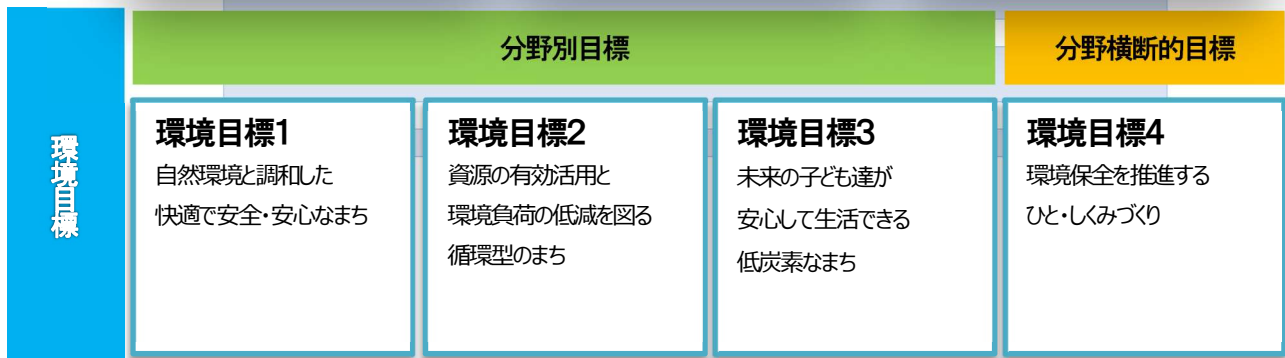 環境目標
分野別目標
分野横断的目標
環境目標1
自然環境と調和した
快適で安全・安心なまち
環境目標2
資源の有効活用と
環境負荷の低減を図る
循環型のまち
環境目標3
未来の子ども達が
安心して生活できる
低炭素なまち
環境目標4
環境保全を推進する
ひと・しくみづくり